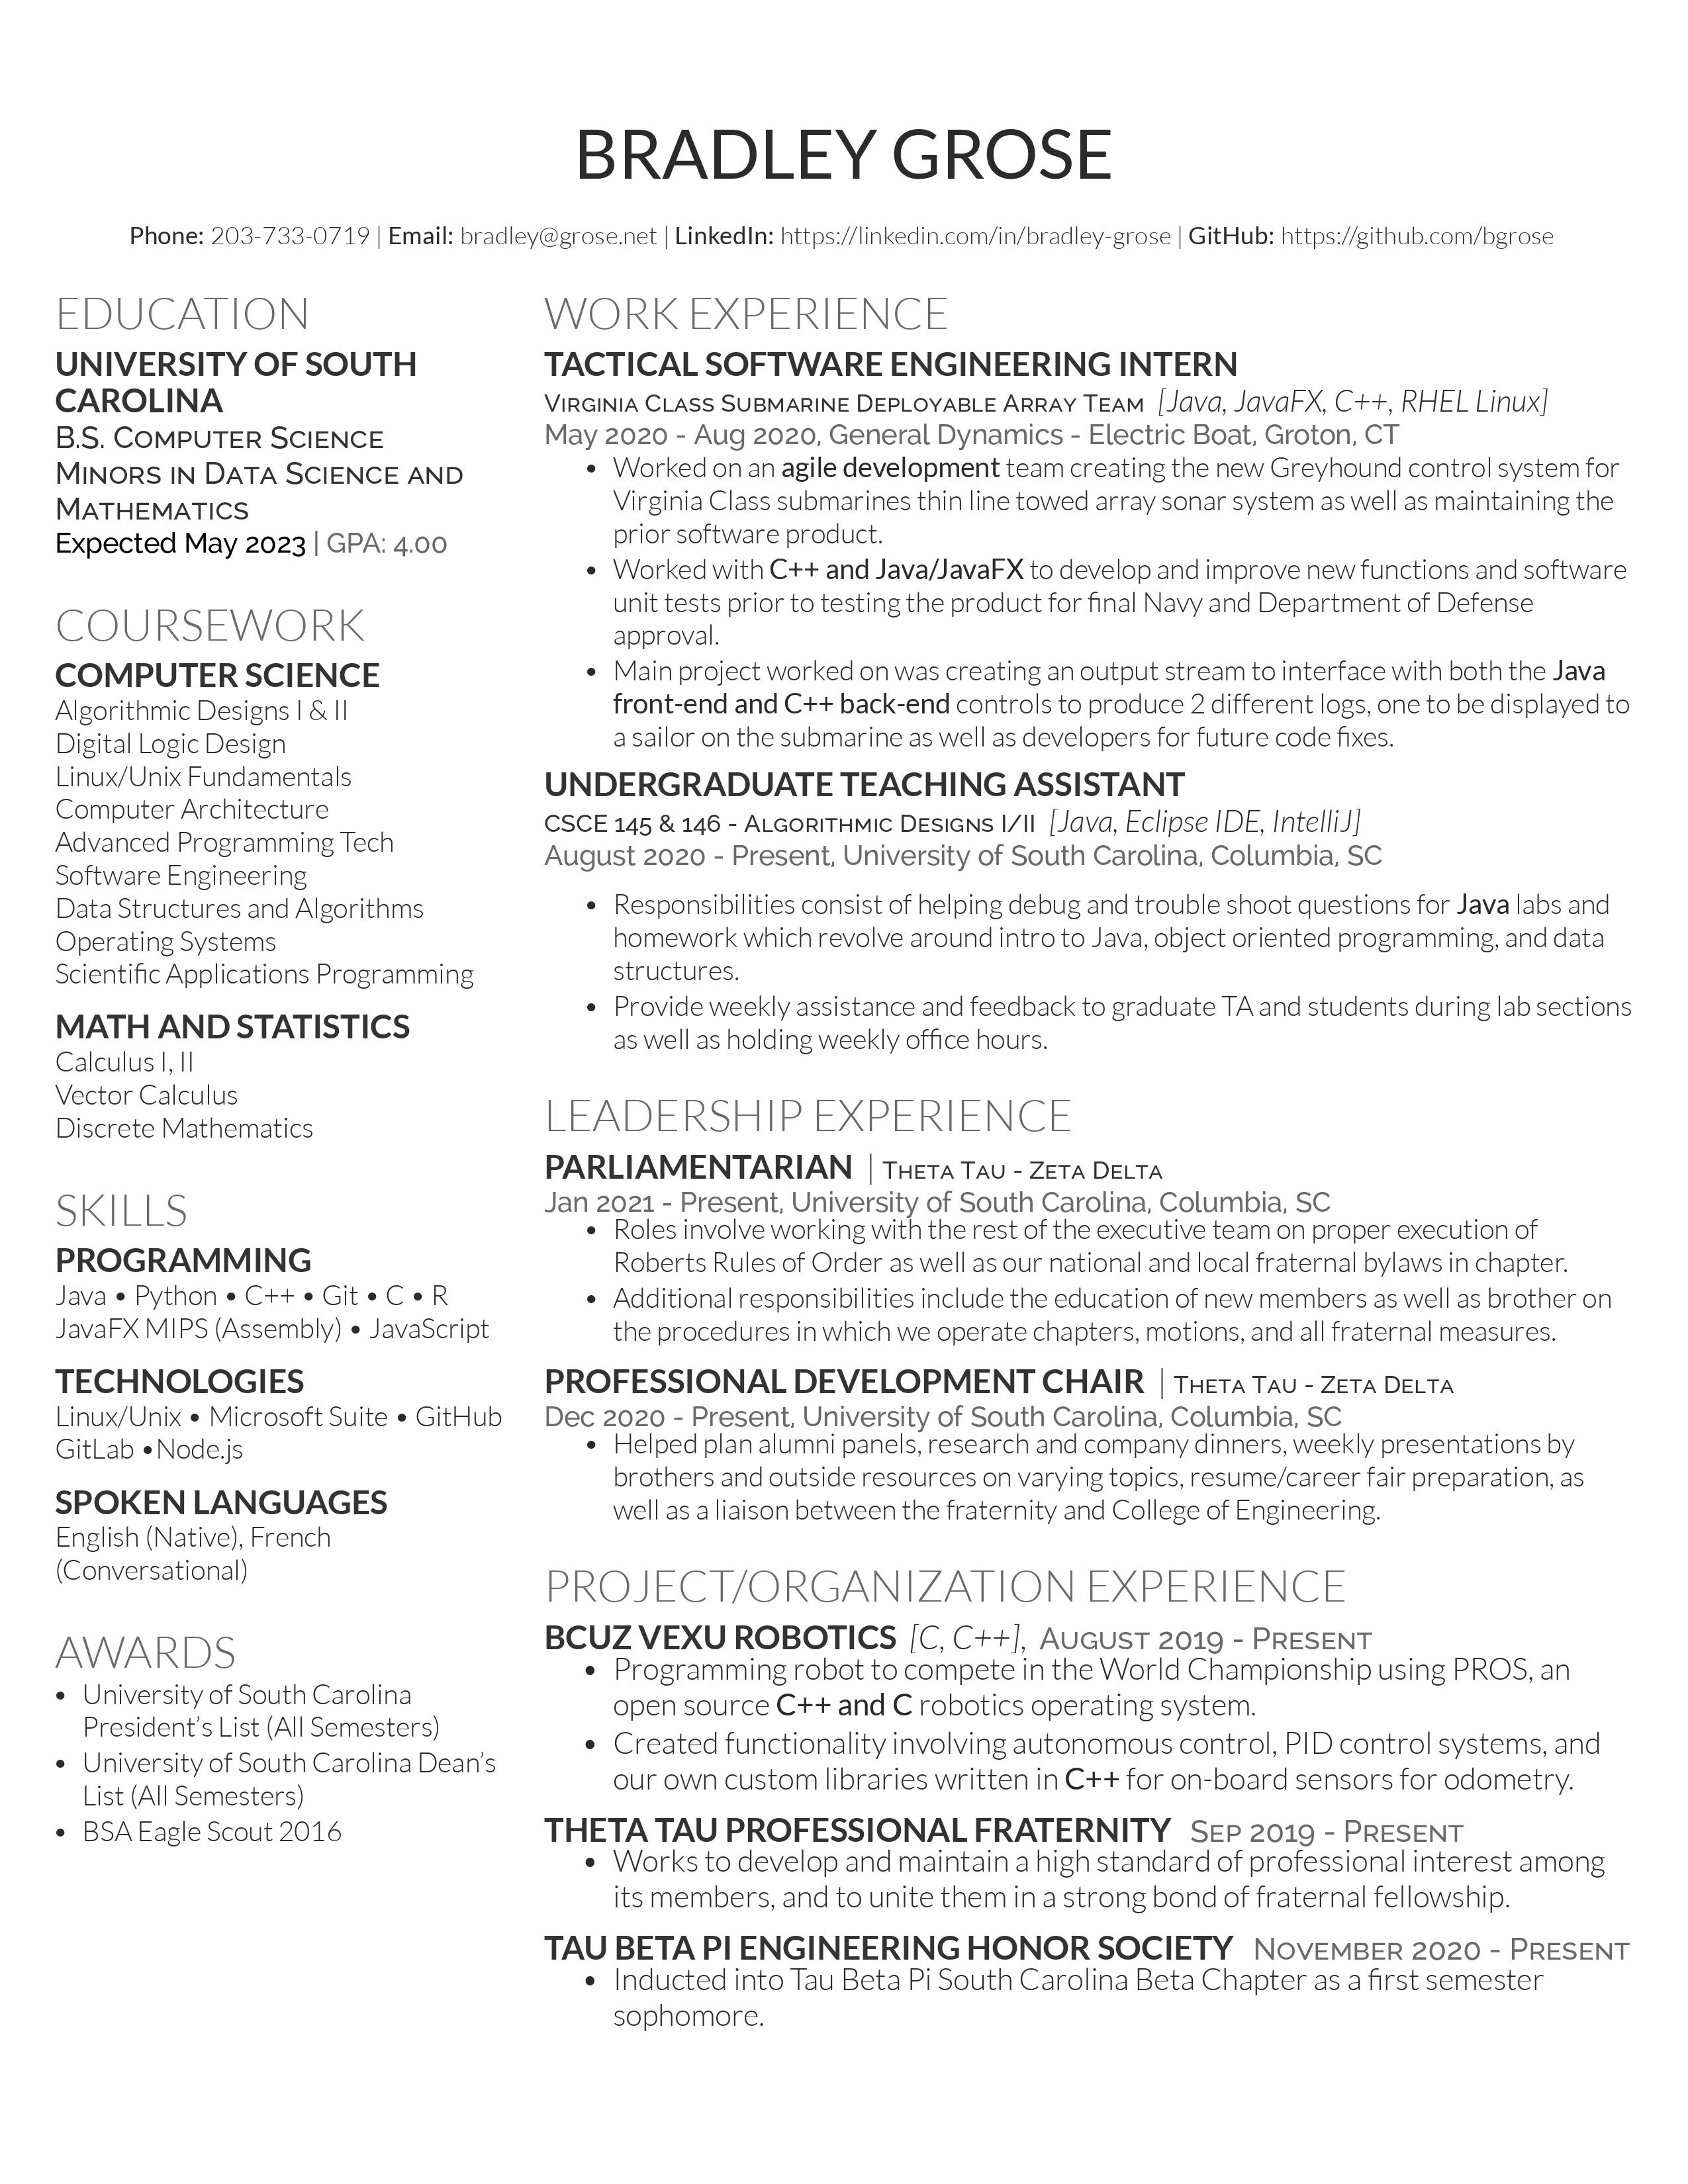 BRADLEY GROSE
Phone: 203-733-0719 | Email: bradley@grose.net | LinkedIn: https://linkedin.com/in/bradley-grose | GitHub: https://github.com/bgrose
EDUCATION
UNIVERSITY OF SOUTH
CAROLINA
B.S. Computer Science
Minors in Data Science and
Mathematics
Expected May 2023 | GPA: 4.00
COURSEWORK
COMPUTER SCIENCE
Algorithmic Designs I & II
Digital Logic Design
Linux/Unix Fundamentals
Computer Architecture
Advanced Programming Tech
Software Engineering
Data Structures and Algorithms
Operating Systems
Scientific Applications Programming
MATH AND STATISTICS
Calculus I, II
Vector Calculus
Discrete Mathematics
SKILLS
PROGRAMMING
Java • Python • C++ • Git • C • R
JavaFX MIPS (Assembly) • JavaScript
TECHNOLOGIES
Linux/Unix • Microsoft Suite • GitHub
GitLab •Node.js
SPOKEN LANGUAGES
English (Native), French
(Conversational)
AWARDS
• University of South Carolina
President's List (All Semesters)
• University of South Carolina Dean's
List (All Semesters)
• BSA Eagle Scout 2016
WORK EXPERIENCE
TACTICAL SOFTWARE ENGINEERING INTERN
Virginia Class Submarine Deployable Array Team [Java, JavaFX, C++, RHEL Linux]
May 2020 - Aug 2020, General Dynamics - Electric Boat, Groton, CT
• Worked on an agile development team creating the new Greyhound control system for
Virginia Class submarines thin line towed array sonar system as well as maintaining the
prior software product.
• Worked with C++ and Java/JavaFX to develop and improve new functions and software
unit tests prior to testing the product for final Navy and Department of Defense
approval.
• Main project worked on was creating an output stream to interface with both the Java
front-end and C++ back-end controls to produce 2 different logs, one to be displayed to
a sailor on the submarine as well as developers for future code fixes.
UNDERGRADUATE TEACHING ASSISTANT
CSCE 145 & 146 - Algorithmic Designs I/II [Java, Eclipse IDE, IntelliJ]
August 2020 - Present, University of South Carolina, Columbia, SC
• Responsibilities consist of helping debug and trouble shoot questions for Java labs and
homework which revolve around intro to Java, object oriented programming, and data
structures.
• Provide weekly assistance and feedback to graduate TA and students during lab sections
as well as holding weekly office hours.
LEADERSHIP EXPERIENCE
PARLIAMENTARIAN | Theta Tau - Zeta Delta
Jan 2021 - Present, University of South Carolina, Columbia, SC
• Roles involve working with the rest of the executive team on proper execution of
Roberts Rules of Order as well as our national and local fraternal bylaws in chapter.
• Additional responsibilities include the education of new members as well as brother on
the procedures in which we operate chapters, motions, and all fraternal measures.
PROFESSIONAL DEVELOPMENT CHAIR | Theta Tau - Zeta Delta
Dec 2020 - Present, University of South Carolina, Columbia, SC
• Helped plan alumni panels, research and company dinners, weekly presentations by
brothers and outside resources on varying topics, resume/career fair preparation, as
well as a liaison between the fraternity and College of Engineering.
PROJECT/ORGANIZATION EXPERIENCE
BCUZ VEXU ROBOTICS [C, C++], August 2019 - Present
• Programming robot to compete in the World Championship using PROS, an
open source C++ and C robotics operating system.
• Created functionality involving autonomous control, PID control systems, and
our own custom libraries written in C++ for on-board sensors for odometry.
THETA TAU PROFESSIONAL FRATERNITY Sep 2019 - Present
• Works to develop and maintain a high standard of professional interest among
its members, and to unite them in a strong bond of fraternal fellowship.
TAU BETA PI ENGINEERING HONOR SOCIETY November 2020 - Present
• Inducted into Tau Beta Pi South Carolina Beta Chapter as a first semester
sophomore.